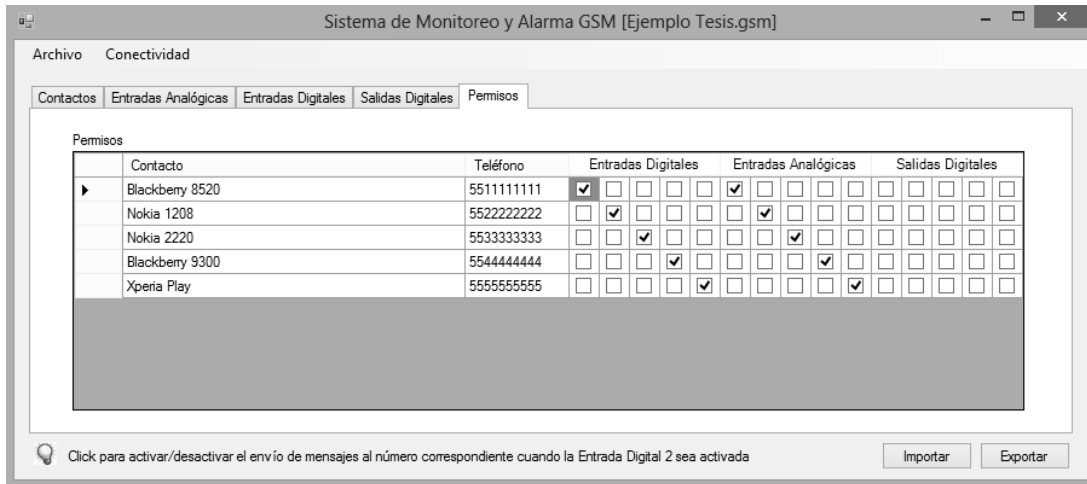 Sistema de Monitoreo y Alarma GSM [Ejemplo Tesis.gsm]
Archivo Conectividad
Contactos Entradas Analógicas Entradas Digitales Salidas Digitales Permisos
Permisos
Contacto Teléfono Entradas Digitales Entradas Analógicas Salidas Digitales
Blackberry 8520 5511111111
Nokia 1208 5522222222
Nokia 2220 5533333333
Blackberry 9300 5544444444
Xperia Play 5555555555
Click para activar/desactivar el envío de mensajes al número correspondiente cuando la Entrada Digital 2 sea activada Importar Exportar